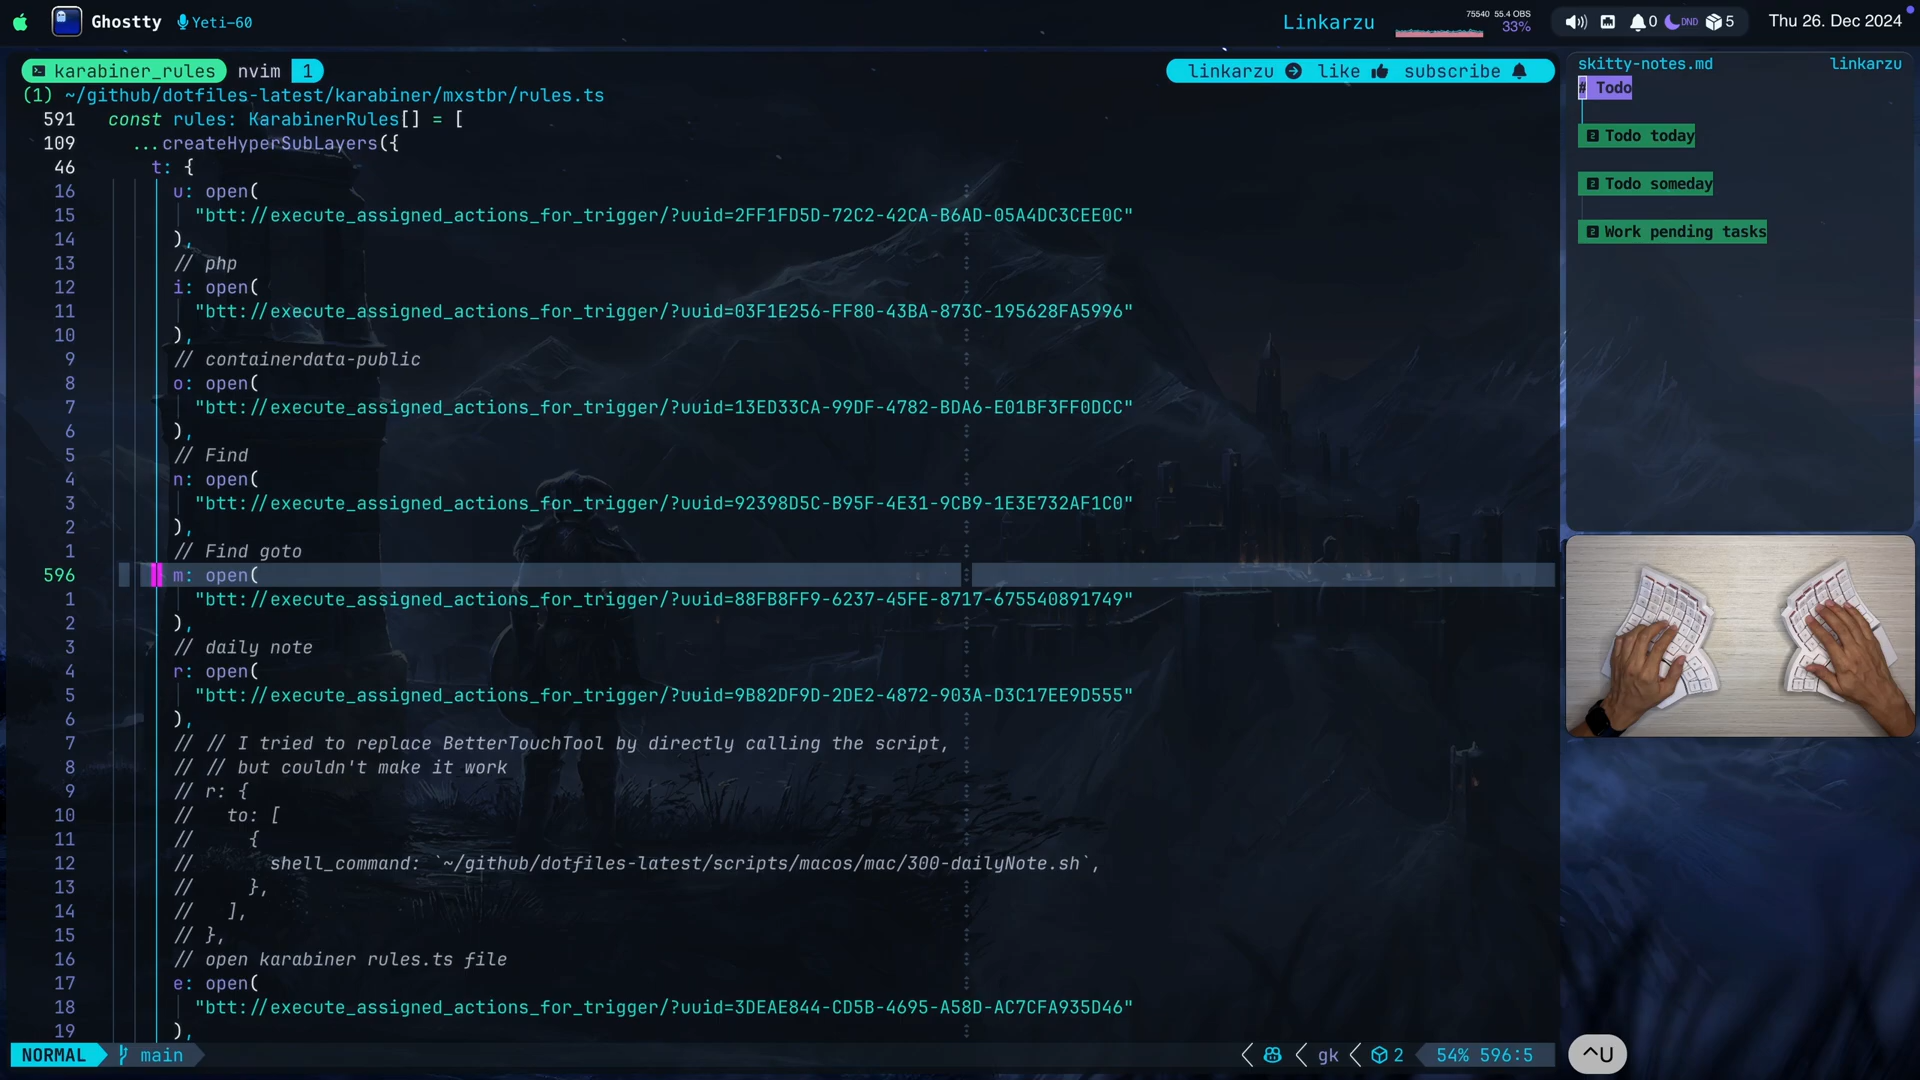 Ghostty Yeti-60 Linkarzu 75540 55.4 OBS 33% 0 DND 5 Thu 26. Dec 2024
karabiner_rules nvim 1 linkarzu like subscribe
(1) ~/github/dotfiles-latest/karabiner/mxstbr/rules.ts
591 const rules: KarabinerRules[] = [
109 ...createHyperSubLayers({
46 t: {
16 u: open(
15 "btt://execute_assigned_actions_for_trigger/?uuid=2FF1FD5D-72C2-42CA-B6AD-05A4DC3CEE0C"
14 ),
13 // php
12 i: open(
11 "btt://execute_assigned_actions_for_trigger/?uuid=03F1E256-FF80-43BA-873C-195628FA5996"
10 ),
9 // containerdata-public
8 o: open(
7 "btt://execute_assigned_actions_for_trigger/?uuid=13ED33CA-99DF-4782-BDA6-E01BF3FF0DCC"
6 ),
5 // Find
4 n: open(
3 "btt://execute_assigned_actions_for_trigger/?uuid=92398D5C-B95F-4E31-9CB9-1E3E732AF1C0"
2 ),
1 // Find goto
596 m: open(
1 "btt://execute_assigned_actions_for_trigger/?uuid=88FB8FF9-6237-45FE-8717-675540891749"
2 ),
3 // daily note
4 r: open(
5 "btt://execute_assigned_actions_for_trigger/?uuid=9B82DF9D-2DE2-4872-903A-D3C17EE9D555"
6 ),
7 // // I tried to replace BetterTouchTool by directly calling the script,
8 // // but couldn't make it work
9 // r: {
10 // to: [
11 // {
12 // shell_command: `~/github/dotfiles-latest/scripts/macos/mac/300-dailyNote.sh`,
13 // },
14 // ],
15 // },
16 // open karabiner rules.ts file
17 e: open(
18 "btt://execute_assigned_actions_for_trigger/?uuid=3DEAE844-CD5B-4695-A58D-AC7CFA935D46"
19 ),
NORMAL main gk 2 54% 596:5
skitty-notes.md linkarzu
# Todo
2 Todo today
2 Todo someday
2 Work pending tasks
^U